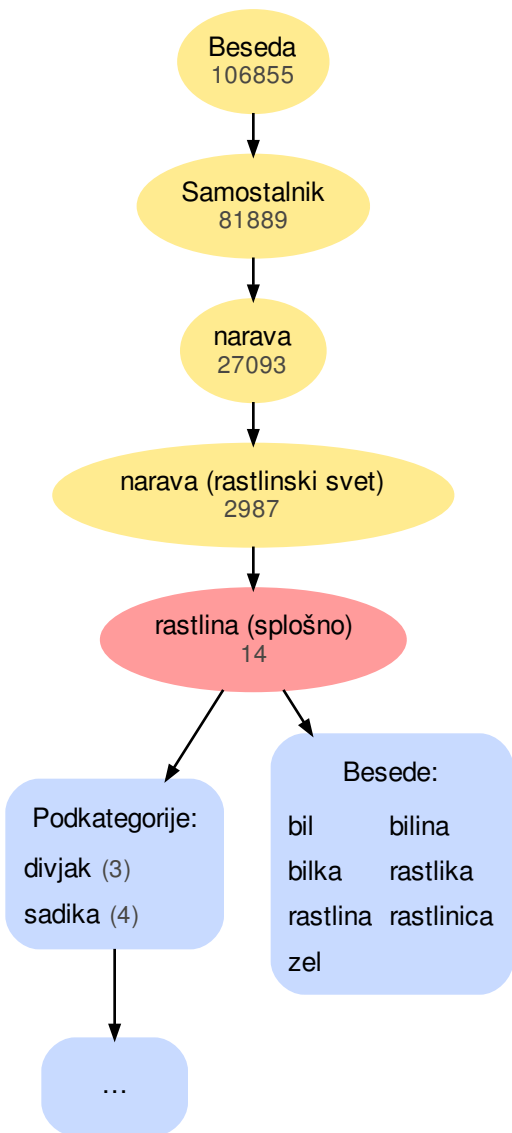 Beseda
106855
Samostalnik
81889
narava
27093
narava (rastlinski svet)
2987
rastlina (splošno)
14
Podkategorije:
divjak (3)
sadika (4)
...
Besede:
bil bilina
bilka rastlika
rastlina rastlinica
zel